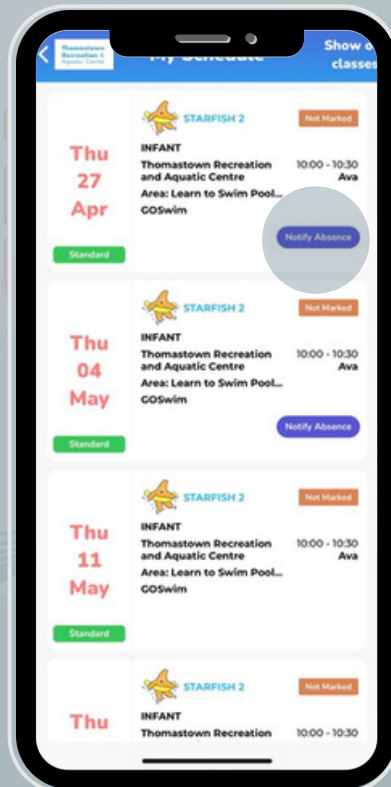 Thomastown
Recreation &
Aquatic Centre
My Schedule
Show o
classes
STARFISH 2
Not Marked
Thu
27
Apr
Standard
INFANT
Thomastown Recreation
and Aquatic Centre
10:00 - 10:30
Ava
Area: Learn to Swim Pool...
GOSwim
Notify Absence
STARFISH 2
Not Marked
Thu
04
May
Standard
INFANT
Thomastown Recreation
and Aquatic Centre
10:00 - 10:30
Ava
Area: Learn to Swim Pool...
GOSwim
Notify Absence
STARFISH 2
Not Marked
Thu
11
May
Standard
INFANT
Thomastown Recreation
and Aquatic Centre
10:00 - 10:30
Ava
Area: Learn to Swim Pool...
GOSwim
STARFISH 2
Not Marked
Thu
INFANT
Thomastown Recreation
10:00 - 10:30